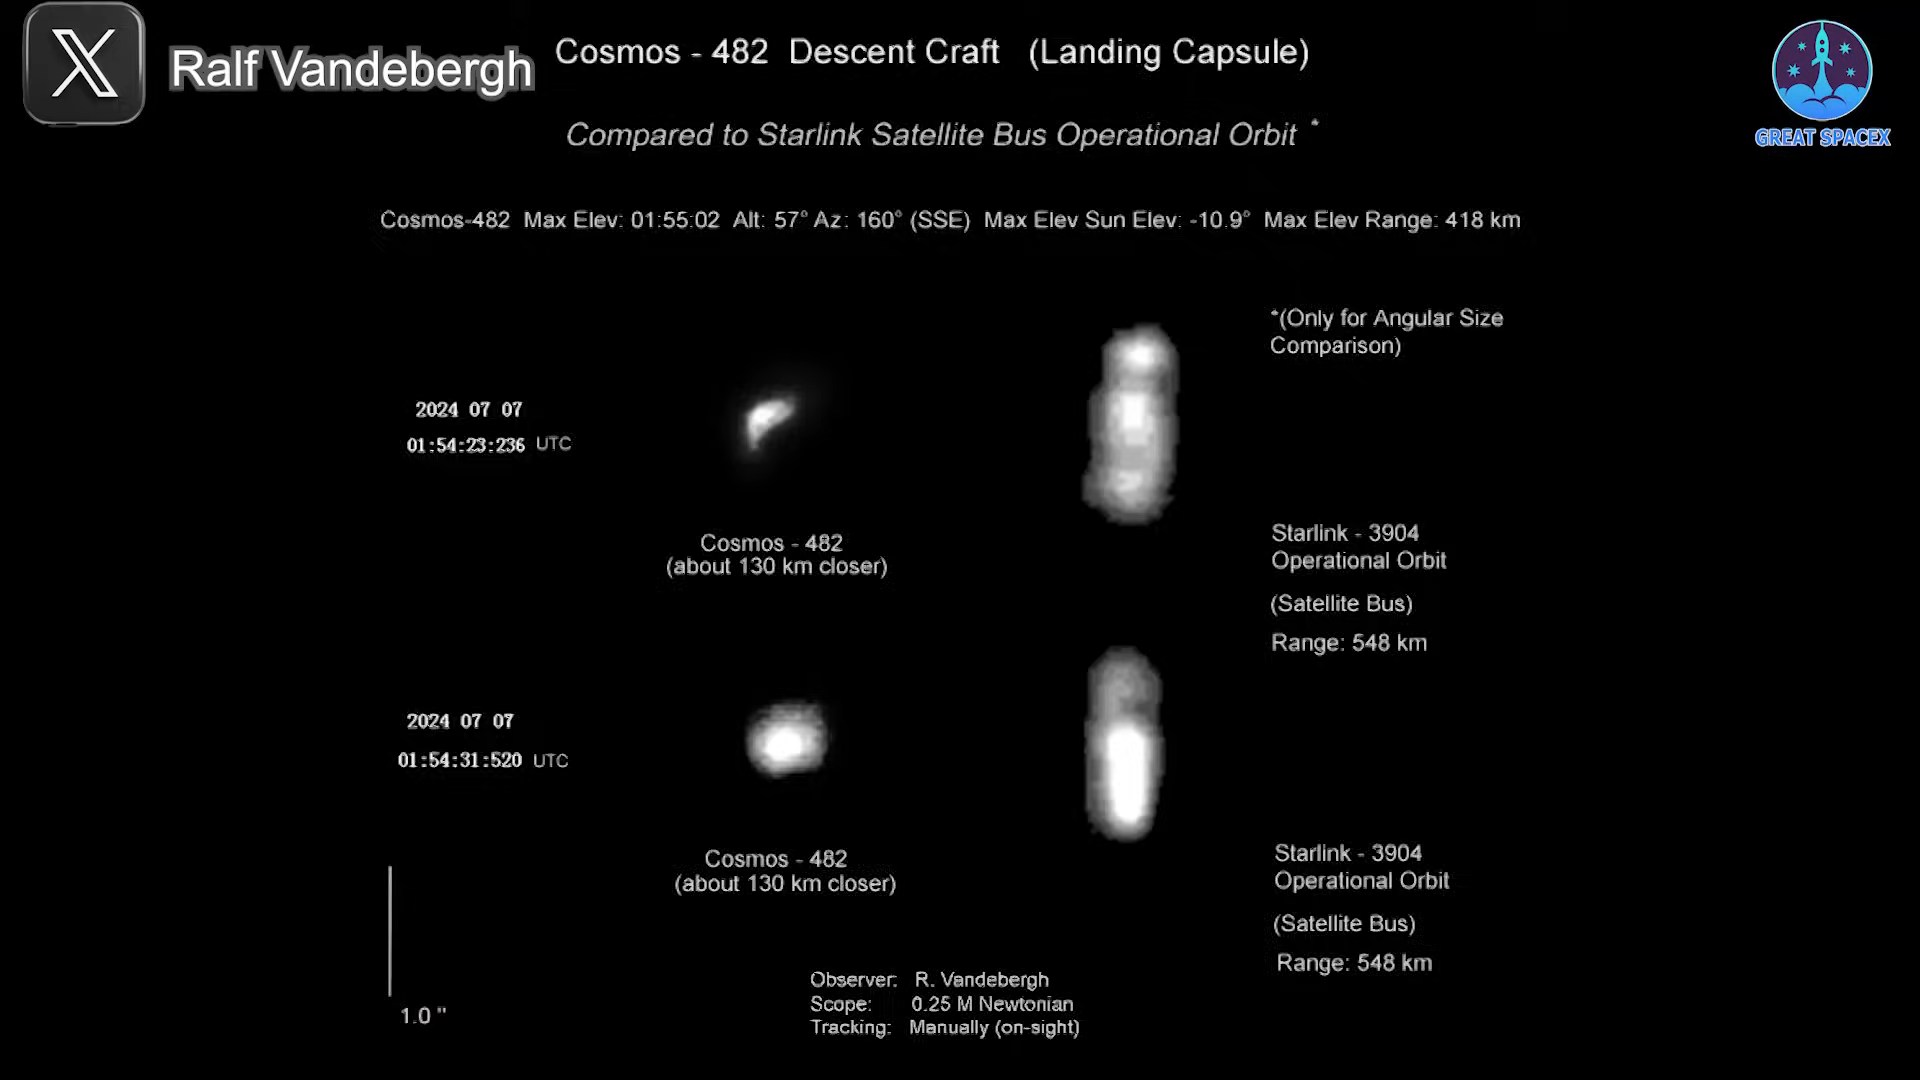 Ralf Vandebergh
Cosmos - 482 Descent Craft (Landing Capsule)
GREAT SPACEX
Compared to Starlink Satellite Bus Operational Orbit *
Cosmos-482 Max Elev: 01:55:02 Alt: 57° Az: 160° (SSE) Max Elev Sun Elev: -10.9° Max Elev Range: 418 km
*(Only for Angular Size
Comparison)
2024 07 07
01:54:23:236 UTC
Cosmos - 482
(about 130 km closer)
Starlink - 3904
Operational Orbit
(Satellite Bus)
Range: 548 km
2024 07 07
01:54:31:520 UTC
Cosmos - 482
(about 130 km closer)
Starlink - 3904
Operational Orbit
(Satellite Bus)
Range: 548 km
1.0 "
Observer: R. Vandebergh
Scope: 0.25 M Newtonian
Tracking: Manually (on-sight)